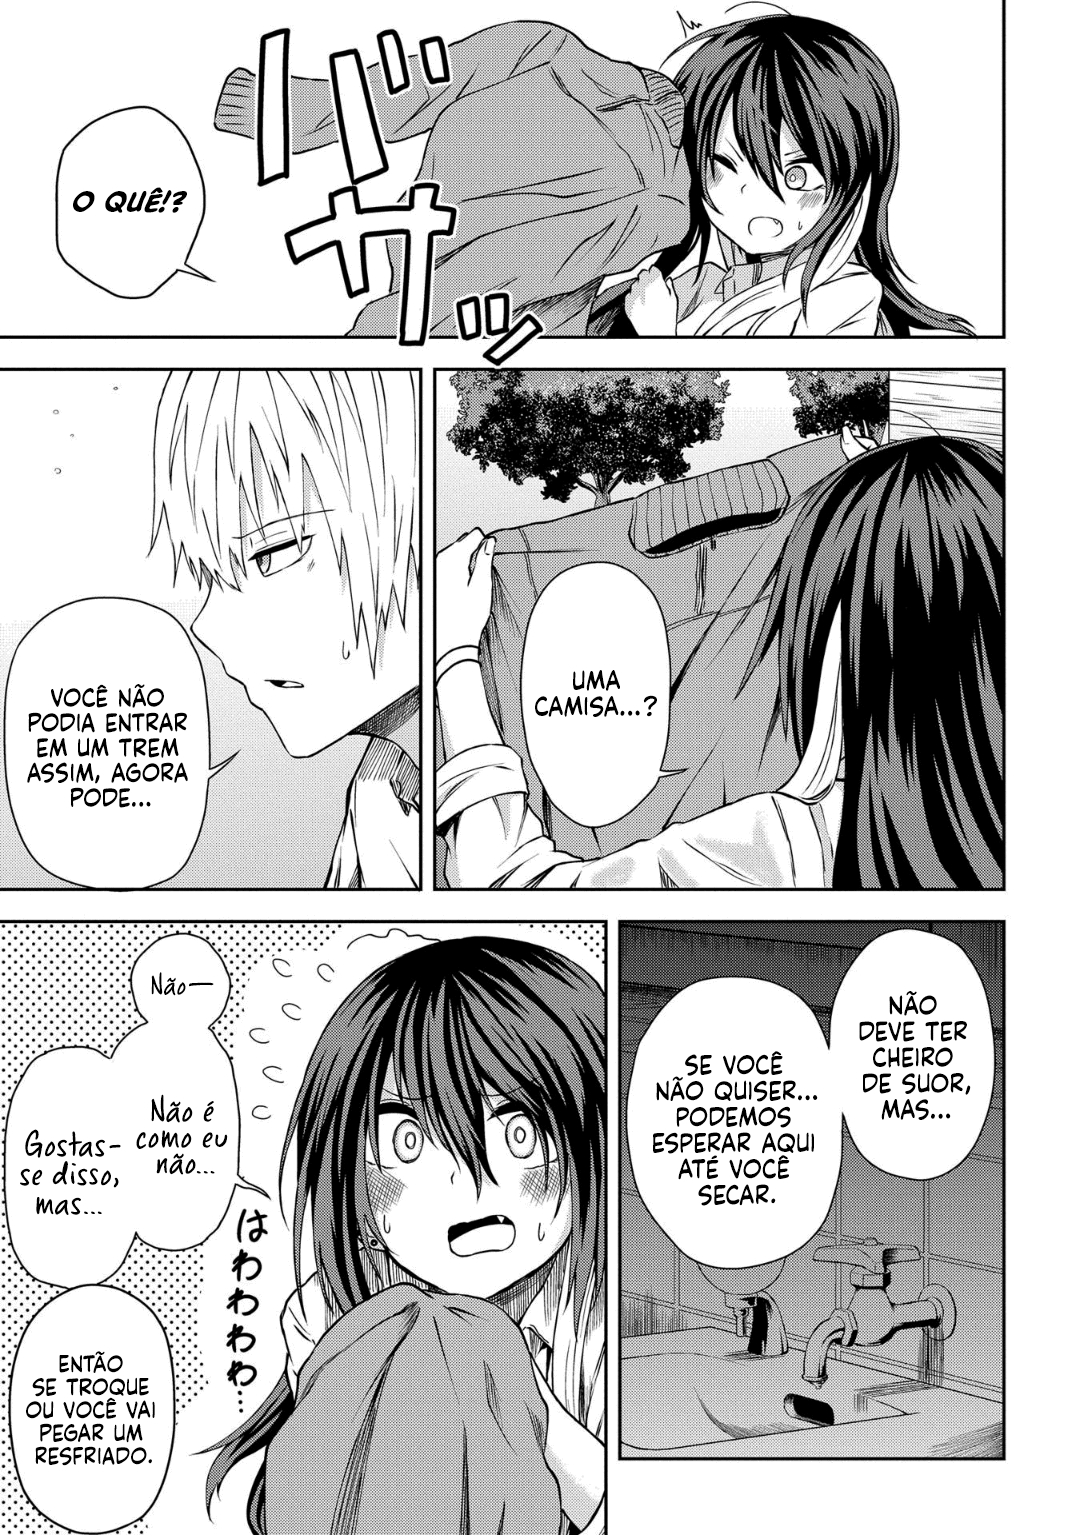 O QUÊ!?
バサッ
UMA
CAMISA...?
VOCÊ NÃO
PODIA ENTRAR
EM UM TREM
ASSIM, AGORA
PODE...
NÃO
DEVE TER
CHEIRO
DE SUOR,
MAS...
SE VOCÊ
NÃO QUISER...
PODEMOS
ESPERAR AQUI
ATÉ VOCÊ
SECAR.
Não—
Não é
como eu
não...
Gostas-
se disso,
mas...
はわわわわ…
ENTÃO
SE TROQUE
OU VOCÊ VAI
PEGAR UM
RESFRIADO.